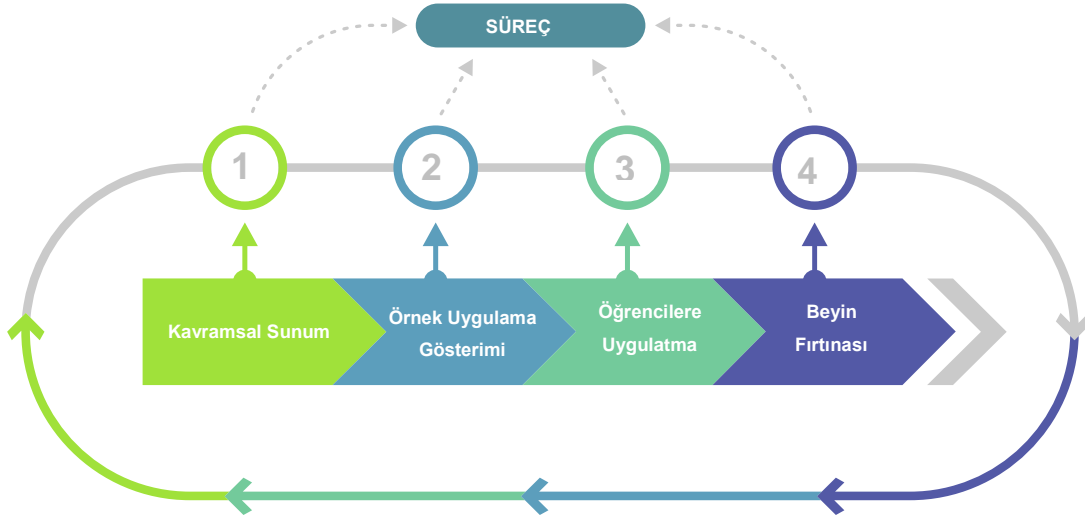 SÜREÇ
1
2
3
4
Kavramsal Sunum
Örnek Uygulama
Gösterimi
Öğrencilere
Uygulatma
Beyin
Fırtınası